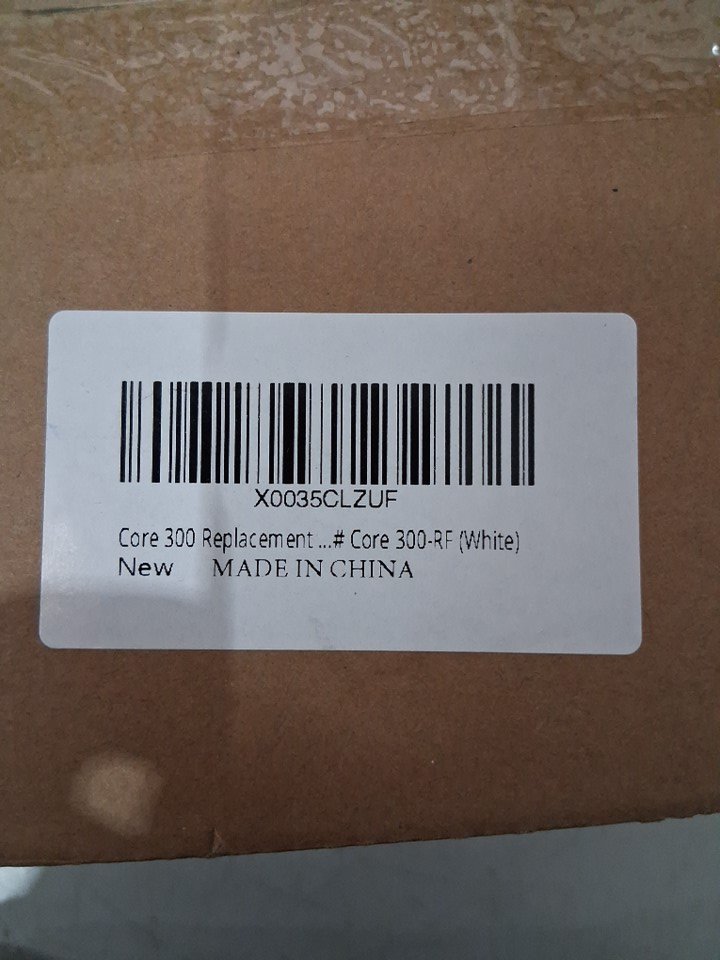 X0035CLZUF
Core 300 Replacement ...# Core 300-RF (White)
New MADE IN CHINA